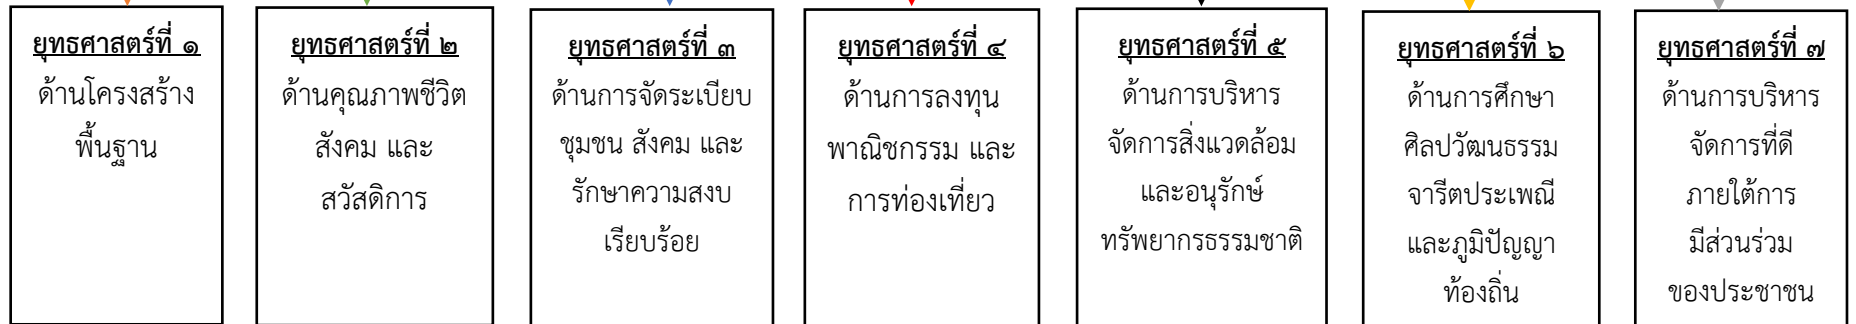 ยุทธศาสตร์ที่ ๑
ด้านโครงสร้าง
พื้นฐาน
ยุทธศาสตร์ที่ ๒
ด้านคุณภาพชีวิต
สังคม และ
สวัสดิการ
ยุทธศาสตร์ที่ ๓
ด้านการจัดระเบียบ
ชุมชน สังคม และ
รักษาความสงบ
เรียบร้อย
ยุทธศาสตร์ที่ ๔
ด้านการลงทุน
พาณิชกรรม และ
การท่องเที่ยว
ยุทธศาสตร์ที่ ๕
ด้านการบริหาร
จัดการสิ่งแวดล้อม
และอนุรักษ์
ทรัพยากรธรรมชาติ
ยุทธศาสตร์ที่ ๖
ด้านการศึกษา
ศิลปวัฒนธรรม
จารีตประเพณี
และภูมิปัญญา
ท้องถิ่น
ยุทธศาสตร์ที่ ๗
ด้านการบริหาร
จัดการที่ดี
ภายใต้การ
มีส่วนร่วม
ของประชาชน